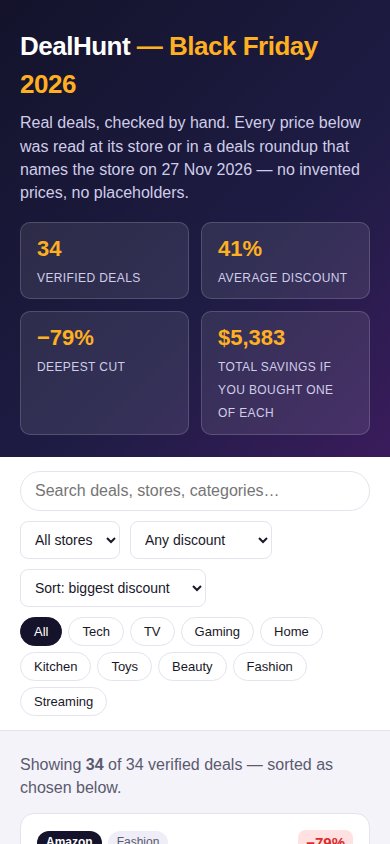 DealHunt — Black Friday
2026
Real deals, checked by hand. Every price below
was read at its store or in a deals roundup that
names the store on 27 Nov 2026 — no invented
prices, no placeholders.
34
VERIFIED DEALS
41%
AVERAGE DISCOUNT
−79%
DEEPEST CUT
$5,383
TOTAL SAVINGS IF
YOU BOUGHT ONE
OF EACH
Search deals, stores, categories…
All stores
Any discount
Sort: biggest discount
All
Tech
TV
Gaming
Home
Kitchen
Toys
Beauty
Fashion
Streaming
Showing 34 of 34 verified deals — sorted as
chosen below.
Amazon
Fashion
−79%